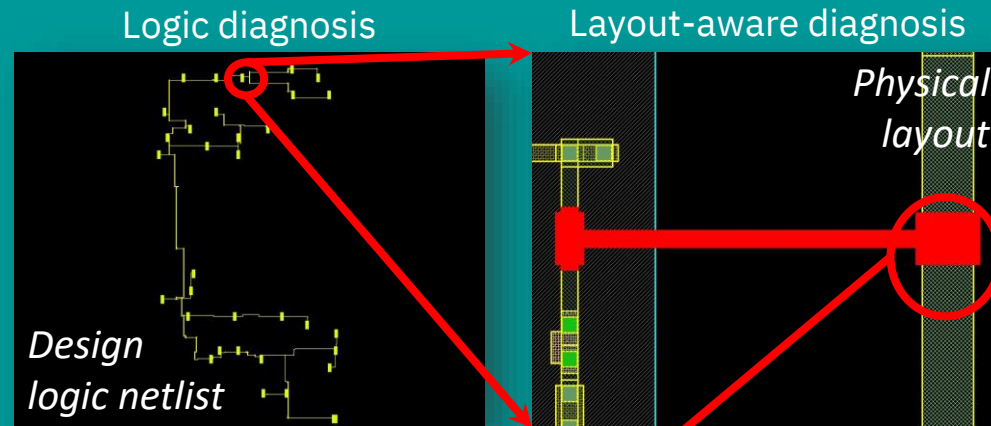 Logic diagnosis
Layout-aware diagnosis
Physical
layout
Design
logic netlist